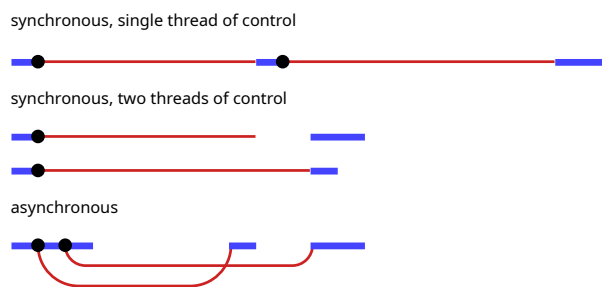 synchronous, single thread of control
synchronous, two threads of control
asynchronous